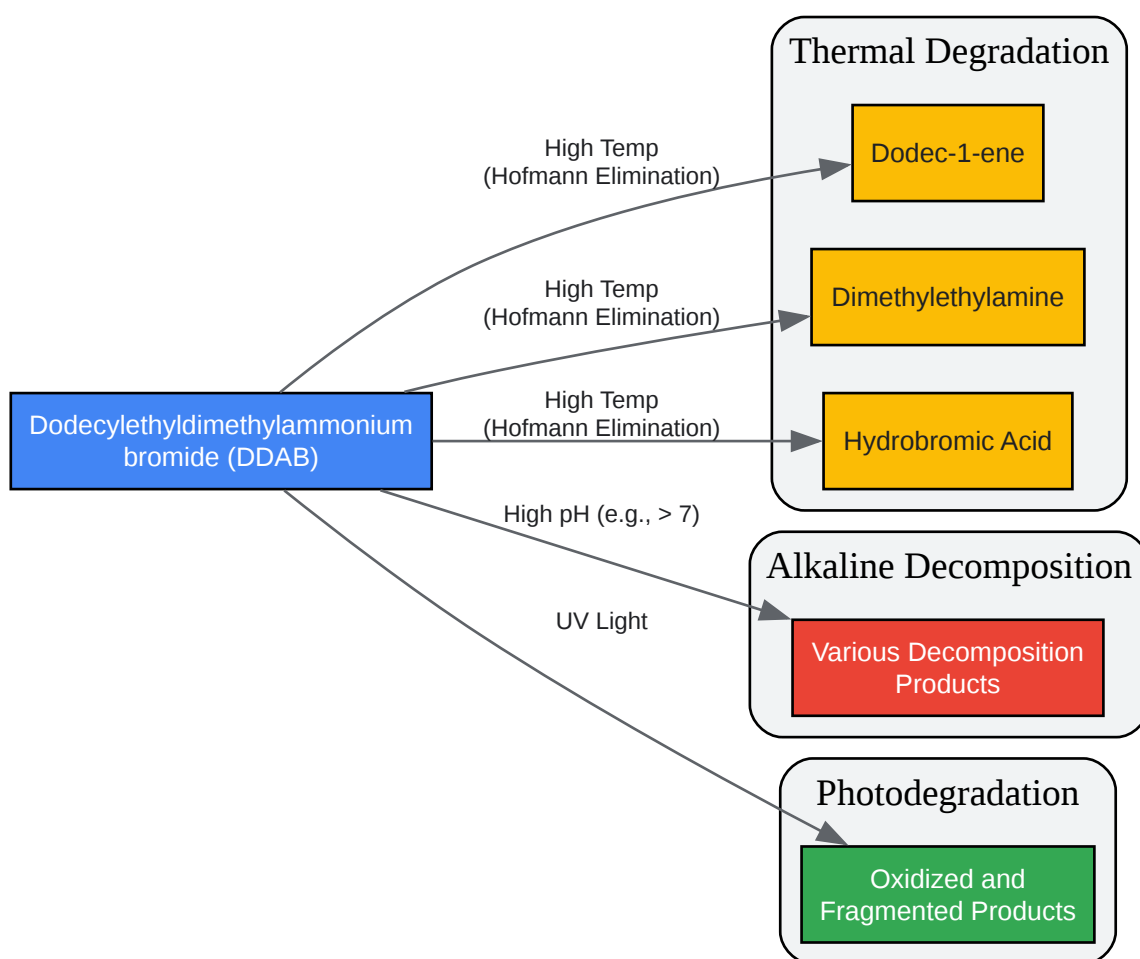 Thermal Degradation
Dodec-1-ene
High Temp
(Hofmann Elimination)
Dimethylethylamine
High Temp
(Hofmann Elimination)
Hydrobromic Acid
High Temp
(Hofmann Elimination)
Dodecylethyldimethylammonium
bromide (DDAB)
High pH (e.g., > 7)
Alkaline Decomposition
Various Decomposition
Products
UV Light
Photodegradation
Oxidized and
Fragmented Products